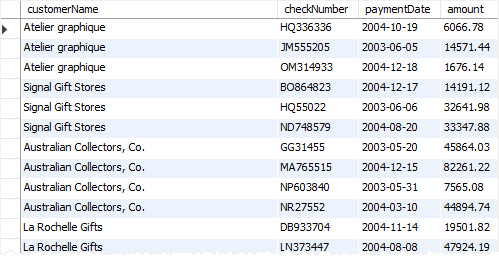 customerName checkNumber paymentDate amount
Atelier graphique HQ336336 2004-10-19 6066.78
Atelier graphique JM555205 2003-06-05 14571.44
Atelier graphique OM314933 2004-12-18 1676.14
Signal Gift Stores BO864823 2004-12-17 14191.12
Signal Gift Stores HQ55022 2003-06-06 32641.98
Signal Gift Stores ND748579 2004-08-20 33347.88
Australian Collectors, Co. GG31455 2003-05-20 45864.03
Australian Collectors, Co. MA765515 2004-12-15 82261.22
Australian Collectors, Co. NP603840 2003-05-31 7565.08
Australian Collectors, Co. NR27552 2004-03-10 44894.74
La Rochelle Gifts DB933704 2004-11-14 19501.82
La Rochelle Gifts LN373447 2004-08-08 47924.19